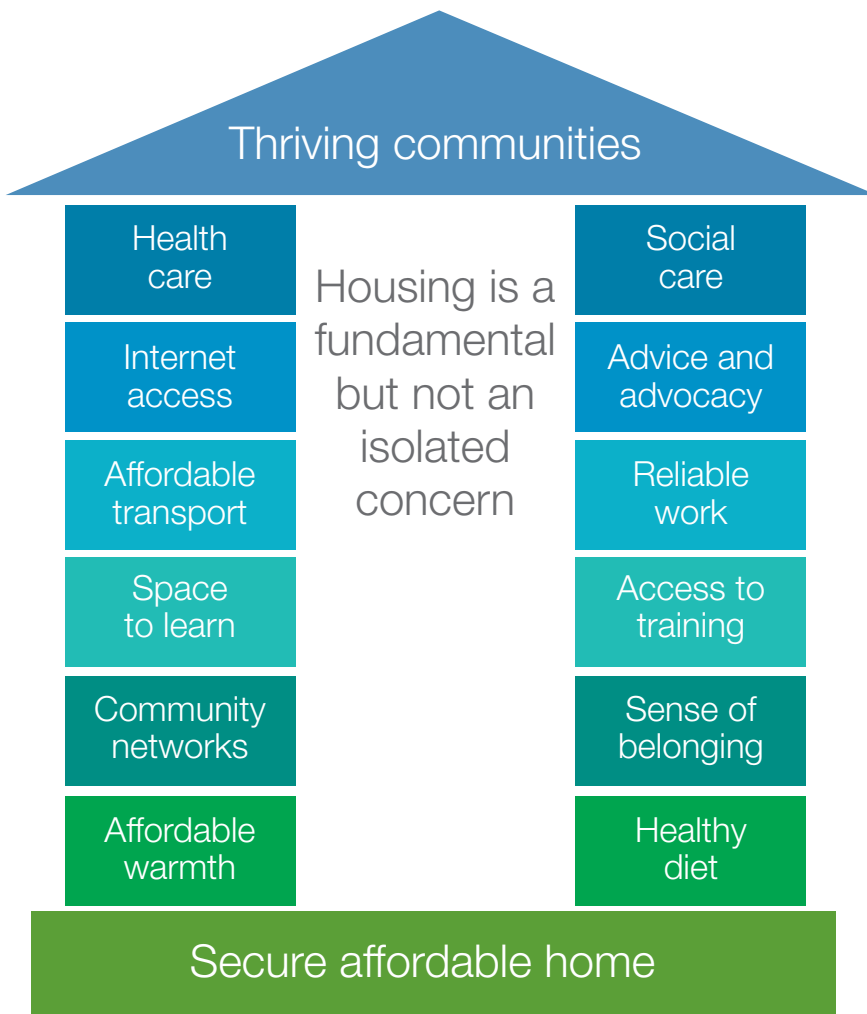 Thriving communities
Health
care
Internet
access
Affordable
transport
Space
to learn
Community
networks
Affordable
warmth
Housing is a
fundamental
but not an
isolated
concern
Social
care
Advice and
advocacy
Reliable
work
Access to
training
Sense of
belonging
Healthy
diet
Secure affordable home